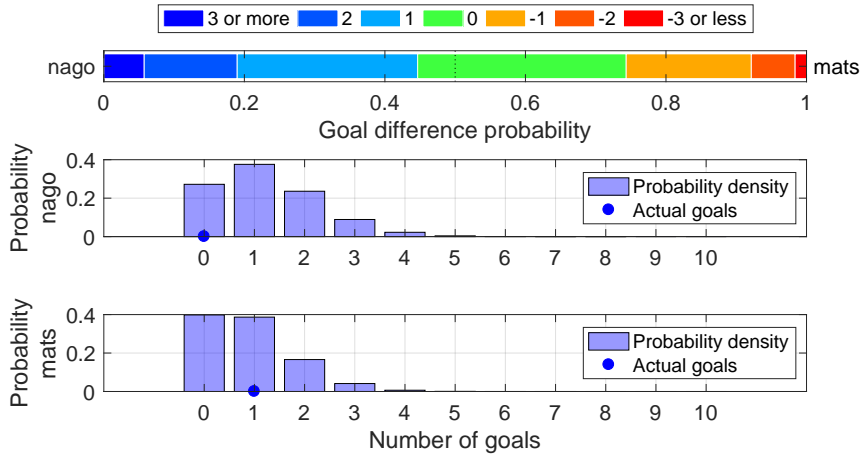 3 or more 2 1 0 -1 -2 -3 or less
nago mats
0 0.2 0.4 0.6 0.8 1
Goal difference probability
Probability
nago
0.4
0.2
0
Probability density
Actual goals
0 1 2 3 4 5 6 7 8 9 10
Probability
mats
0.4
0.2
0
Probability density
Actual goals
0 1 2 3 4 5 6 7 8 9 10
Number of goals